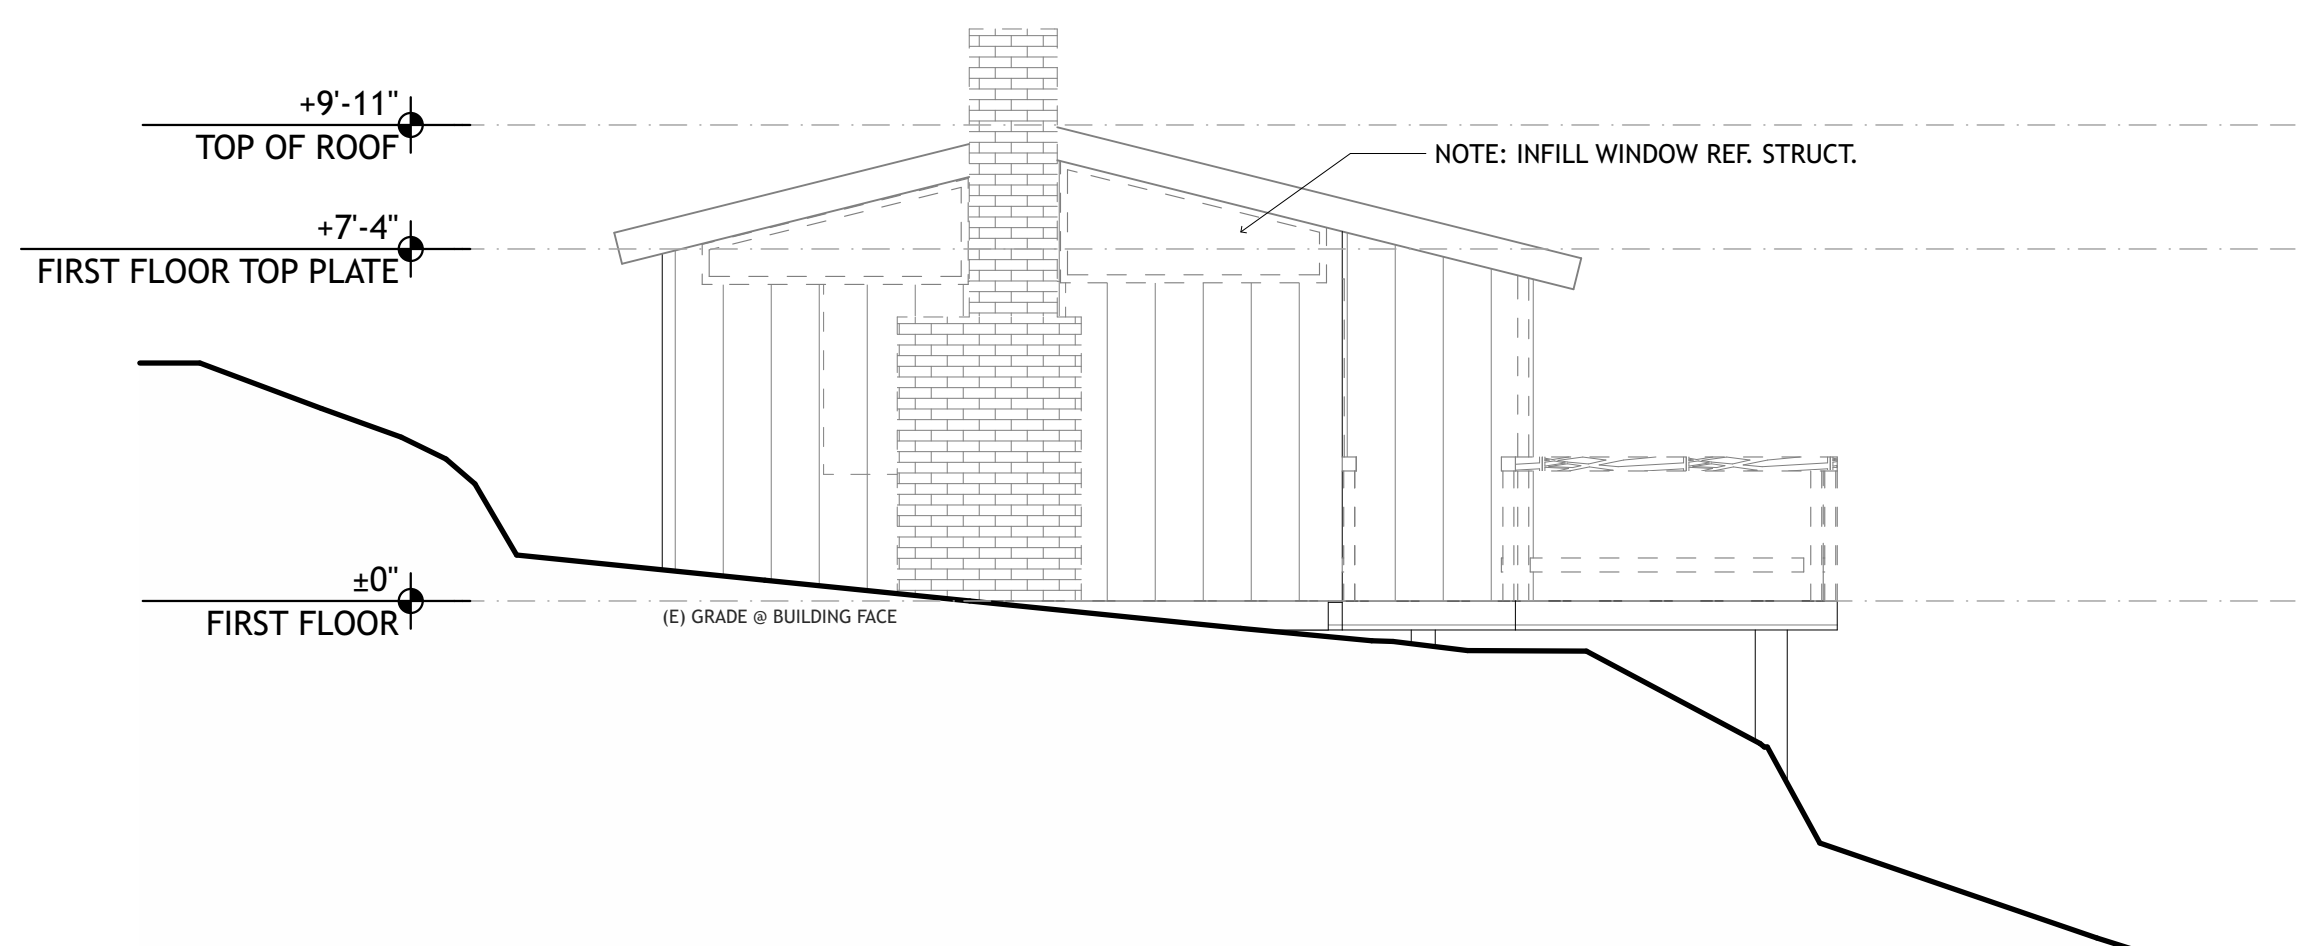 +9'-11"
TOP OF ROOF
NOTE: INFILL WINDOW REF. STRUCT.
+7'-4"
FIRST FLOOR TOP PLATE
±0"
FIRST FLOOR
(E) GRADE @ BUILDING FACE